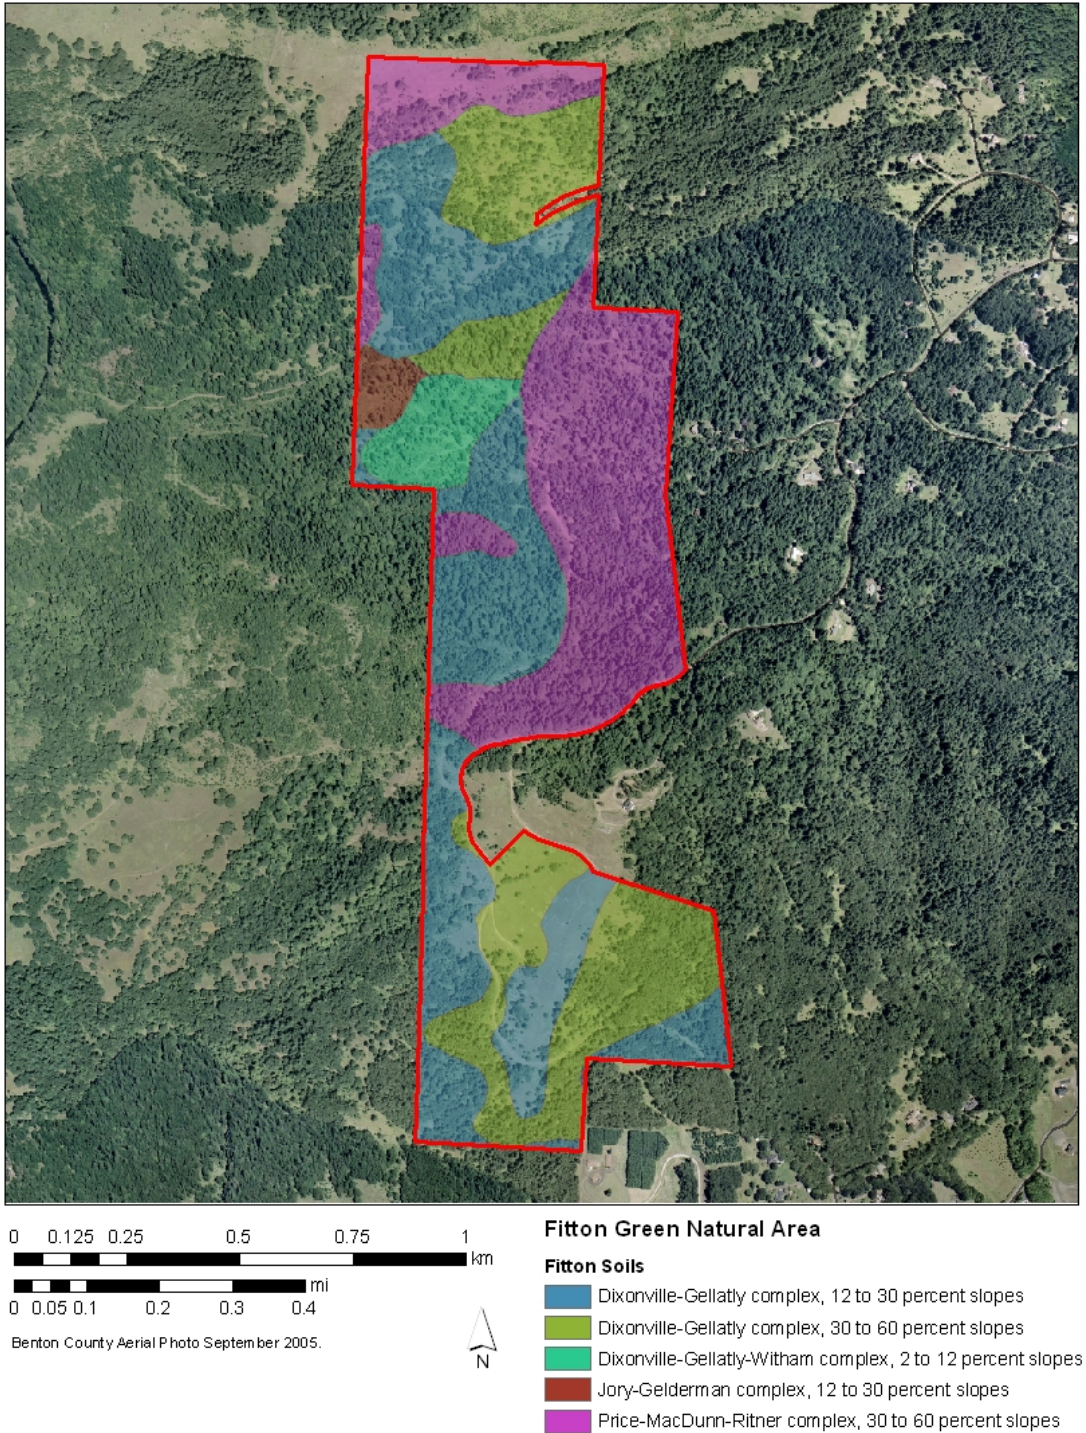 0 0.125 0.25 0.5 0.75 1
km
mi
0 0.05 0.1 0.2 0.3 0.4
Benton County Aerial Photo September 2005.
N
Fitton Green Natural Area
Fitton Soils
Dixonville-Gellatly complex, 12 to 30 percent slopes
Dixonville-Gellatly complex, 30 to 60 percent slopes
Dixonville-Gellatly-Witham complex, 2 to 12 percent slopes
Jory-Gelderman complex, 12 to 30 percent slopes
Price-MacDunn-Ritner complex, 30 to 60 percent slopes